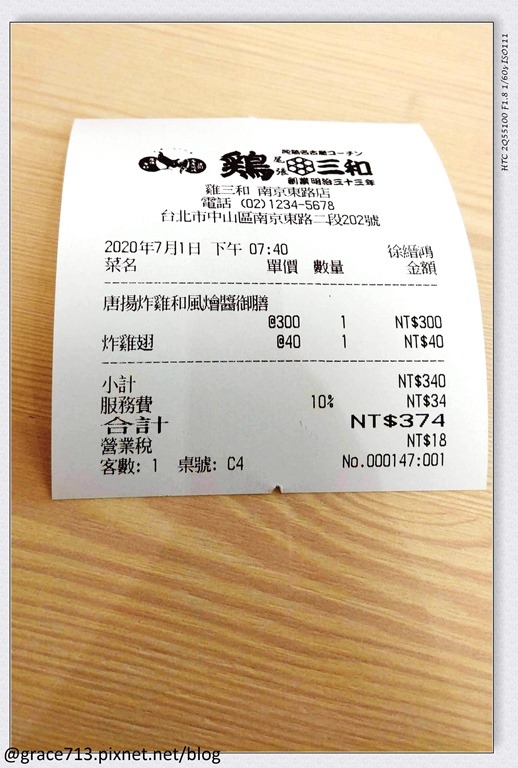 HTC 2Q55100 F1.8 1/60y ISO111
純鶏名古屋コーチン
鶏 尾張 三和
創業明治三十三年
雞三和 南京東路店
電話 (02)1234-5678
台北市中山區南京東路二段202號
2020年7月1日 下午 07:40 徐縉鴻
菜名 單價 數量 金額
唐揚炸雞和風燴醬御膳
@300 1 NT$300
炸雞翅 @40 1 NT$40
小計 NT$340
服務費 10% NT$34
合計 NT$374
營業稅 NT$18
客數: 1 桌號: C4 No.000147:001
@grace713.pixnet.net/blog